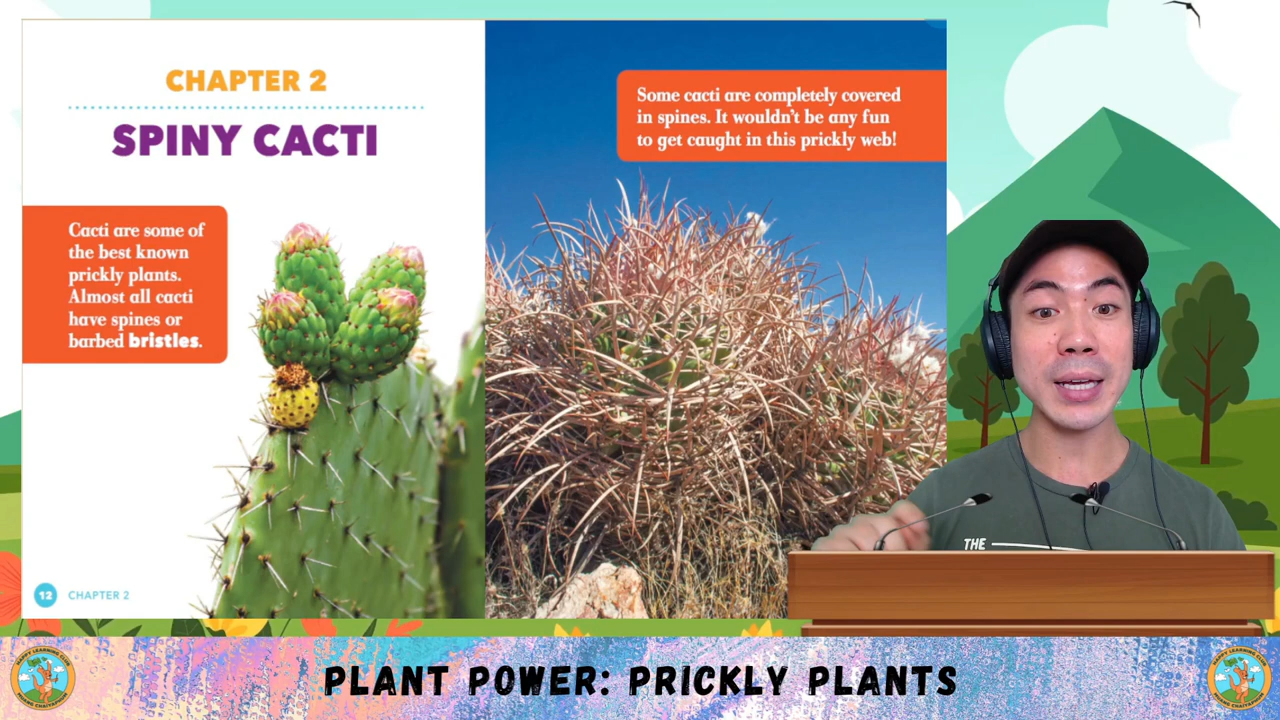 CHAPTER 2
SPINY CACTI
Cacti are some of
the best known
prickly plants.
Almost all cacti
have spines or
barbed bristles.
12 CHAPTER 2
Some cacti are completely covered
in spines. It wouldn't be any fun
to get caught in this prickly web!
THE
PLANT POWER: PRICKLY PLANTS